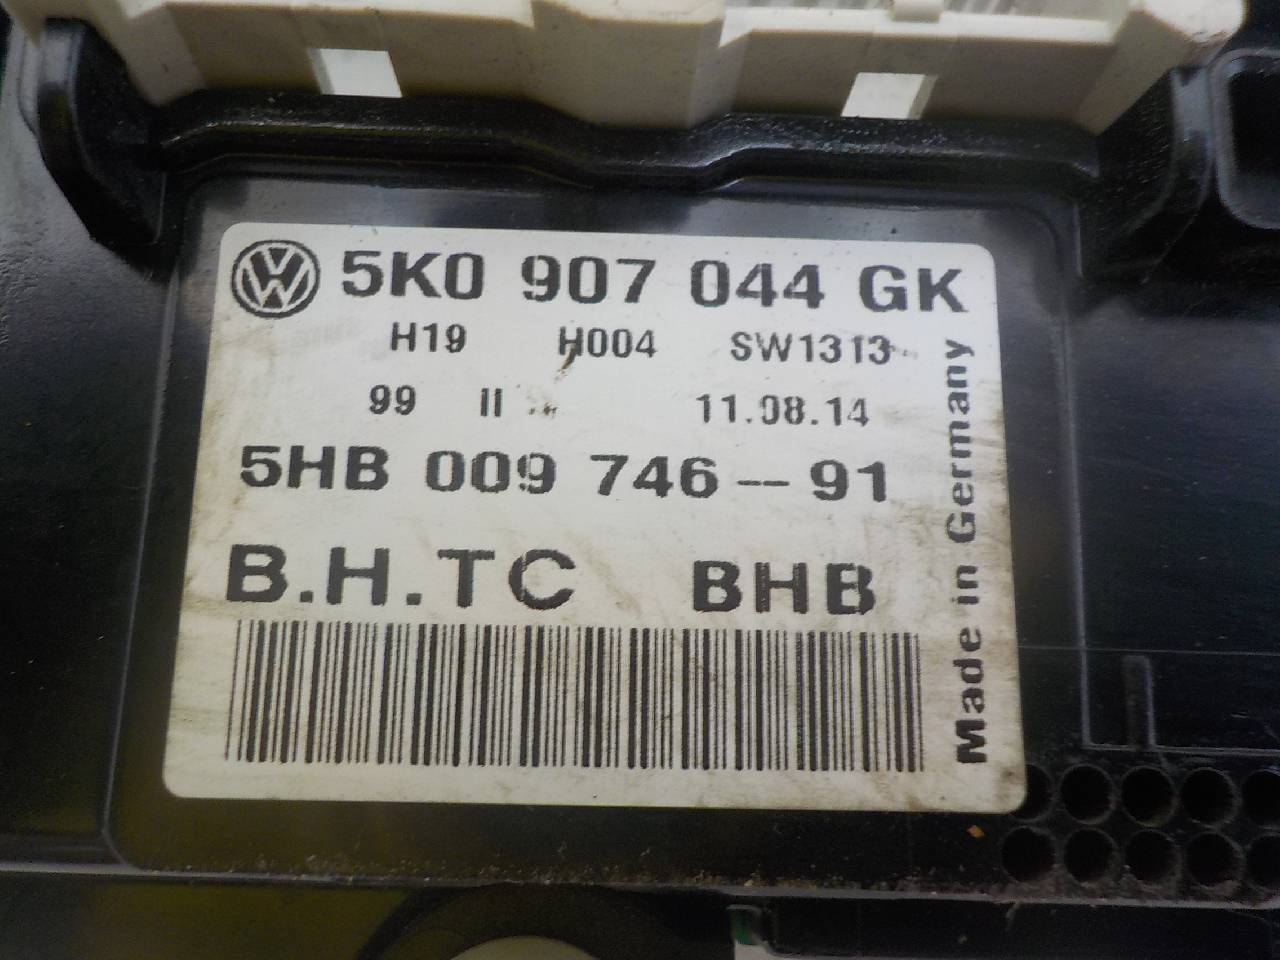 5K0 907 044 GK
H19 H004 SW1313
99 II 11.08.14
5HB 009 746-91
B.H.TC BHB
Made in Germany